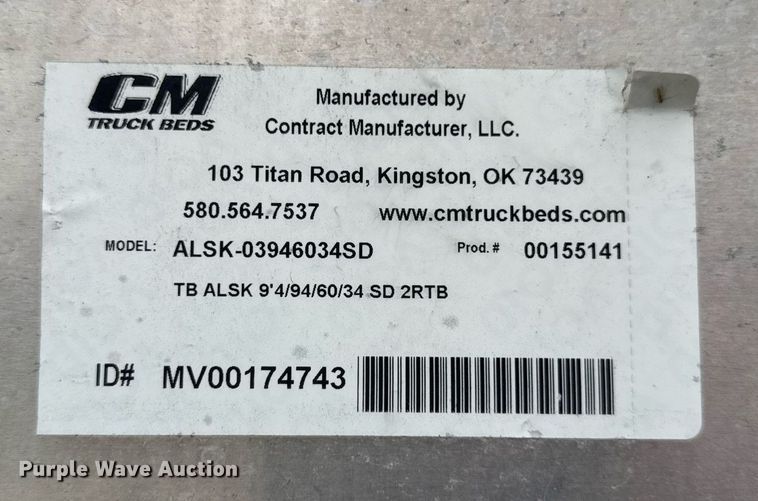 CM
TRUCK BEDS
Manufactured by
Contract Manufacturer, LLC.
103 Titan Road, Kingston, OK 73439
580.564.7537 www.cmtruckbeds.com
MODEL: ALSK-03946034SD Prod. # 00155141
TB ALSK 9'4/94/60/34 SD 2RTB
ID# MV00174743
Purple Wave Auction